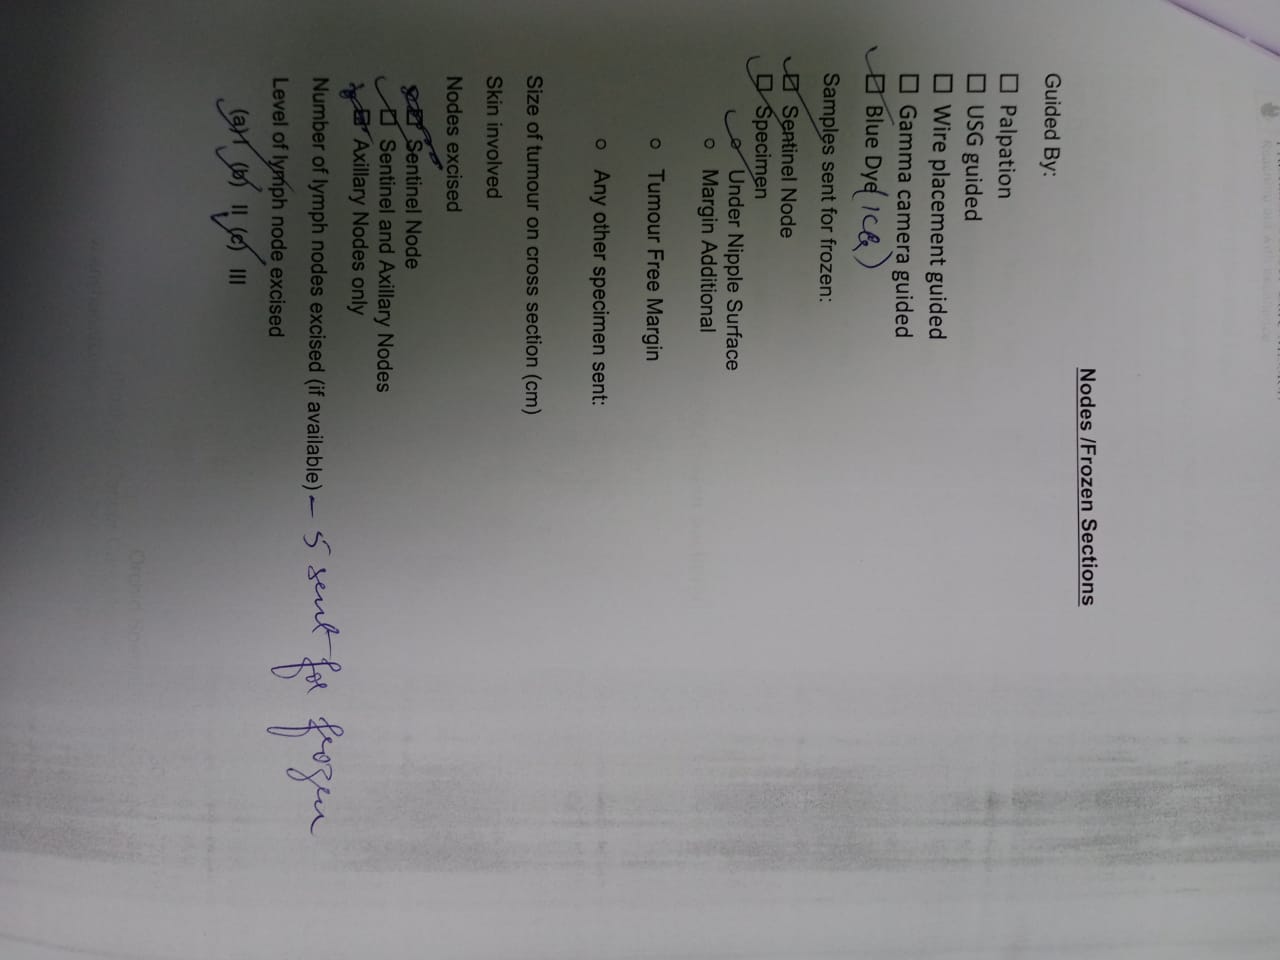 Nodes /Frozen Sections
Guided By:
☐ Palpation
☐ USG guided
☐ Wire placement guided
☐ Gamma camera guided
☑ Blue Dye (ICG)
Samples sent for frozen:
☑ Sentinel Node
☑ Specimen
○ Under Nipple Surface
○ Margin Additional
○ Tumour Free Margin
○ Any other specimen sent:
Size of tumour on cross section (cm)
Skin involved
Nodes excised
Sentinel Node
☑ Sentinel and Axillary Nodes
Axillary Nodes only
Number of lymph nodes excised (if available) – 5 sent for frozen
Level of lymph node excised
(a) I (b) II (c) III